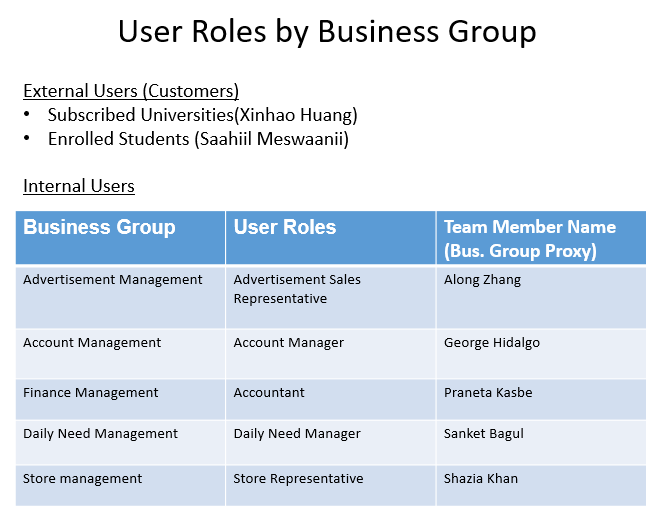 User Roles by Business Group
External Users (Customers)
• Subscribed Universities(Xinhao Huang)
• Enrolled Students (Saahiil Meswaanii)
Internal Users
Business Group User Roles Team Member Name
(Bus. Group Proxy)
Advertisement Management Advertisement Sales Along Zhang
Representative
Account Management Account Manager George Hidalgo
Finance Management Accountant Praneta Kasbe
Daily Need Management Daily Need Manager Sanket Bagul
Store management Store Representative Shazia Khan